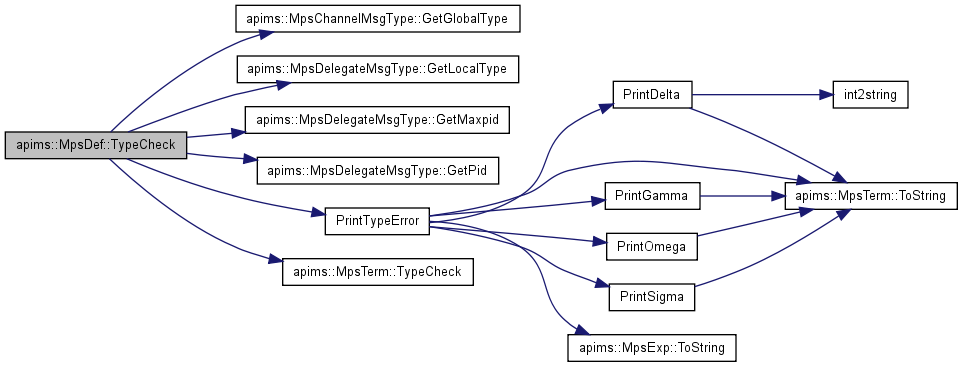 apims::MpsChannelMsgType::GetGlobalType
apims::MpsDelegateMsgType::GetLocalType
apims::MpsDelegateMsgType::GetMaxpid
apims::MpsDef::TypeCheck
apims::MpsDelegateMsgType::GetPid
PrintTypeError
apims::MpsTerm::TypeCheck
PrintDelta
int2string
PrintGamma
apims::MpsTerm::ToString
PrintOmega
PrintSigma
apims::MpsExp::ToString